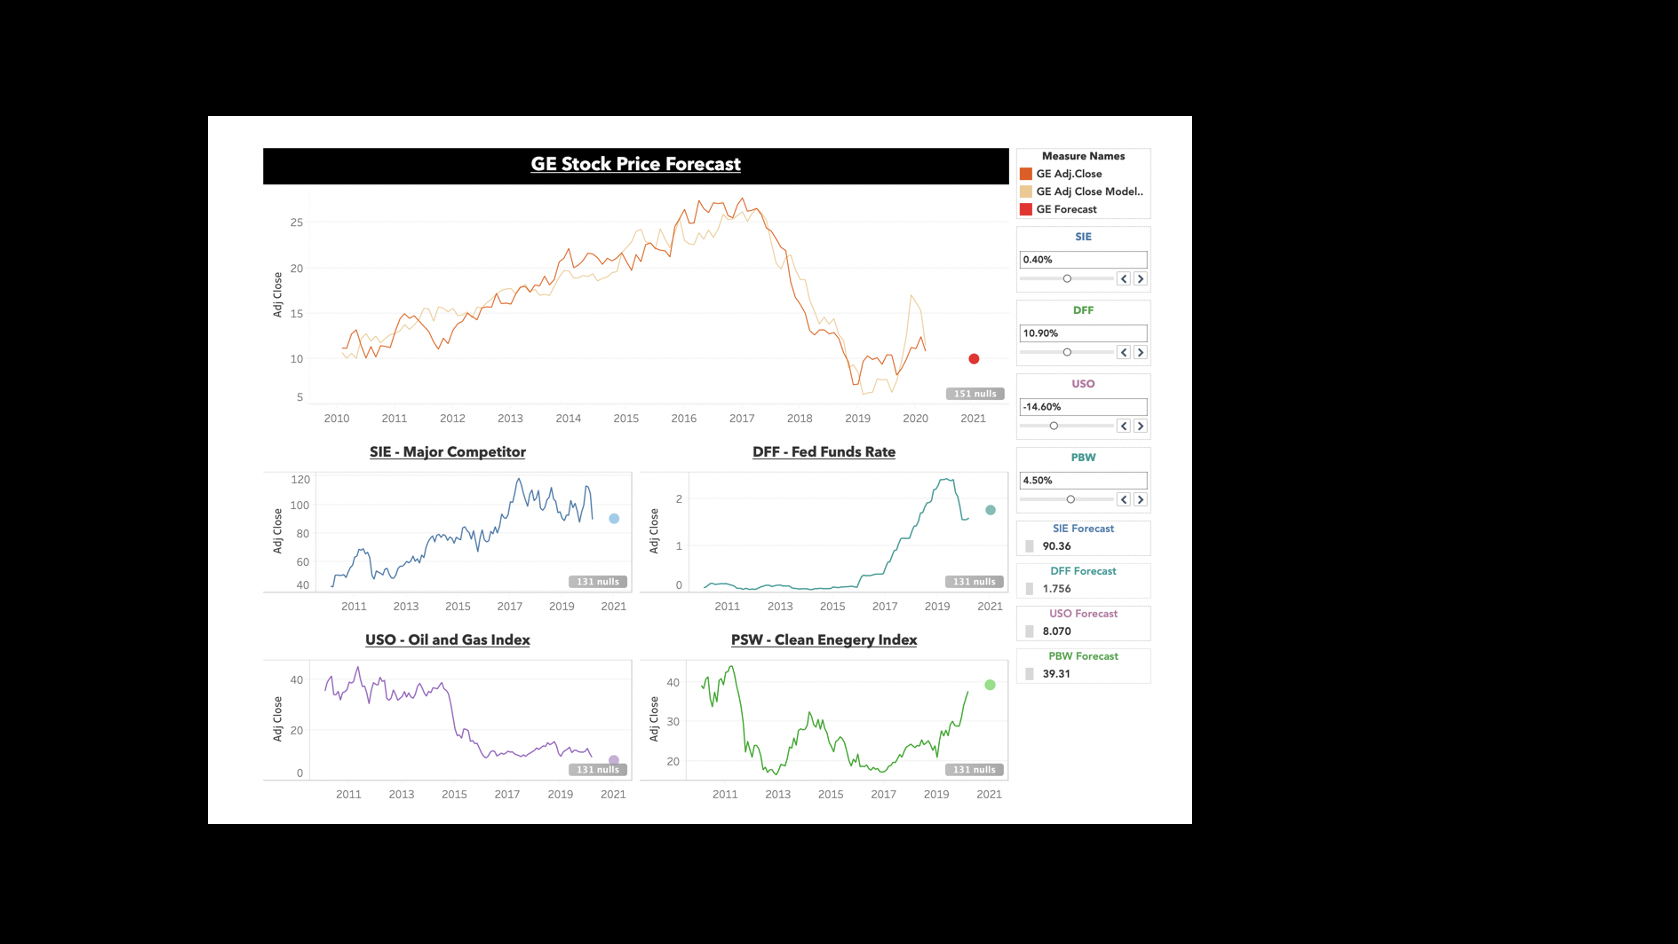 GE Stock Price Forecast
Adj Close
25
20
15
10
5
151 nulls
2010 2011 2012 2013 2014 2015 2016 2017 2018 2019 2020 2021
SIE - Major Competitor
Adj Close
120
100
80
60
40
131 nulls
2011 2013 2015 2017 2019 2021
DFF - Fed Funds Rate
Adj Close
2
1
0
131 nulls
2011 2013 2015 2017 2019 2021
USO - Oil and Gas Index
Adj Close
40
20
0
131 nulls
2011 2013 2015 2017 2019 2021
PSW - Clean Enegery Index
Adj Close
40
30
20
131 nulls
2011 2013 2015 2017 2019 2021
Measure Names
GE Adj.Close
GE Adj Close Model..
GE Forecast
SIE
0.40%
DFF
10.90%
USO
-14.60%
PBW
4.50%
SIE Forecast
90.36
DFF Forecast
1.756
USO Forecast
8.070
PBW Forecast
39.31